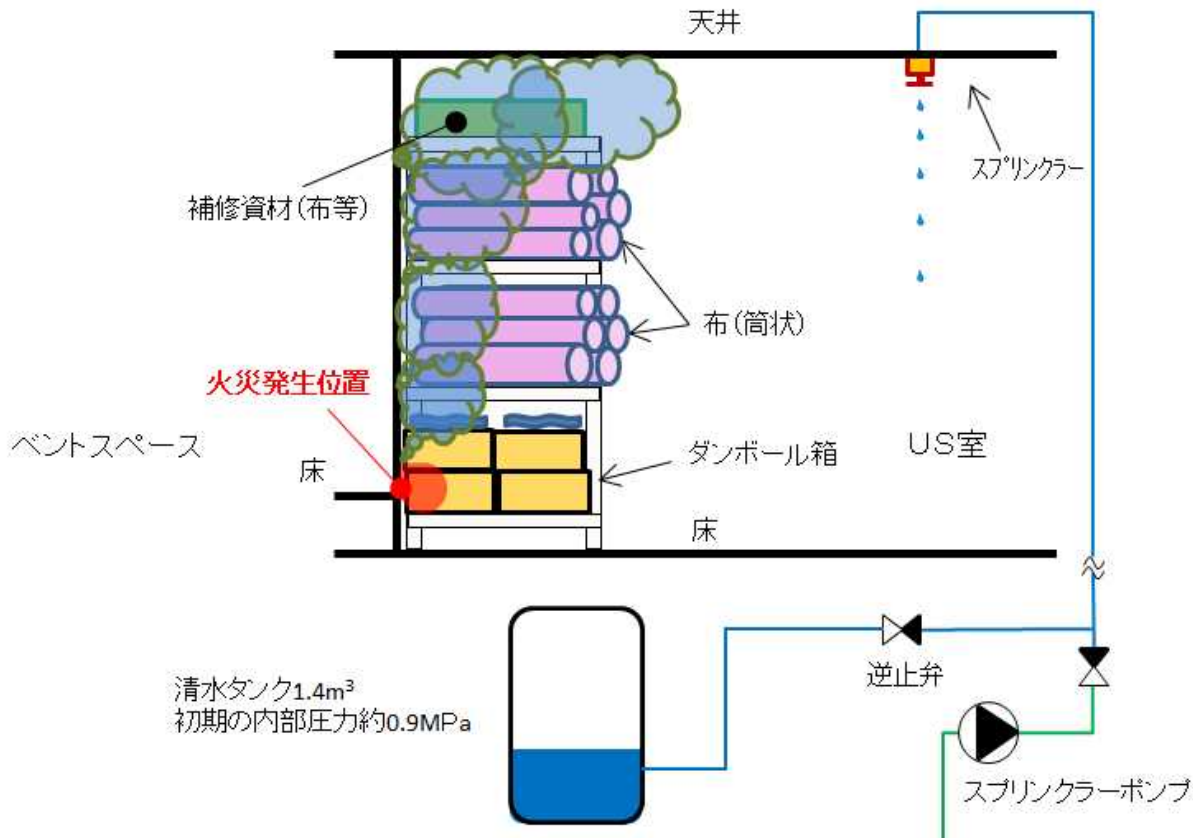 天井
スプリンクラー
補修資材(布等)
布(筒状)
火災発生位置
ベントスペース
床
ダンボール箱
US室
床
清水タンク1.4m³
初期の内部圧力約0.9MPa
逆止弁
スプリンクラーポンプ